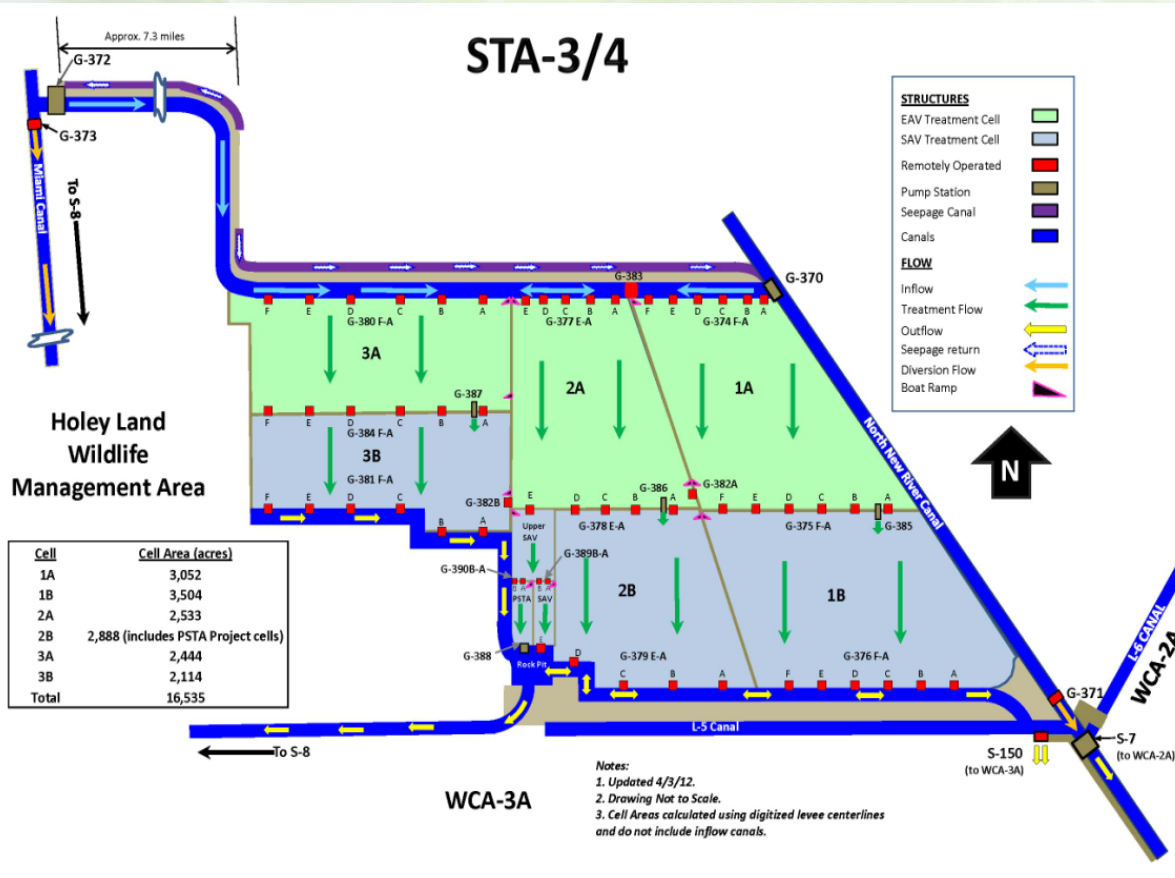 STA-3/4
Approx. 7.3 miles
G-372
G-373
Miami Canal
To S-8
STRUCTURES
EAV Treatment Cell
SAV Treatment Cell
Remotely Operated
Pump Station
Seepage Canal
Canals
FLOW
Inflow
Treatment Flow
Outflow
Seepage return
Diversion Flow
Boat Ramp
N
G-383
G-370
F E D C B A E D C B A F E D C B A
G-380 F-A
G-377 E-A
G-374 F-A
3A
2A
1A
North New River Canal
G-387
F E D C B A
G-384 F-A
3B
G-381 F-A
F E D C
B A
Holey Land
Wildlife
Management Area
G-382B
G-386
G-382A
E D C B A F E D C B A
G-378 E-A
G-375 F-A
G-385
Upper
SAV
G-389B-A
G-390B-A
B A B A
PSTA SAV
2B
1B
G-388
E
Rock Pit
D
G-379 E-A
G-376 F-A
C B A F E D C B A
Cell Cell Area (acres)
1A 3,052
1B 3,504
2A 2,533
2B 2,888 (includes PSTA Project cells)
3A 2,444
3B 2,114
Total 16,535
L-6 CANAL
WCA-2A
G-371
L-5 Canal
S-7
(to WCA-2A)
S-150
(to WCA-3A)
To S-8
WCA-3A
Notes:
1. Updated 4/3/12.
2. Drawing Not to Scale.
3. Cell Areas calculated using digitized levee centerlines
and do not include inflow canals.